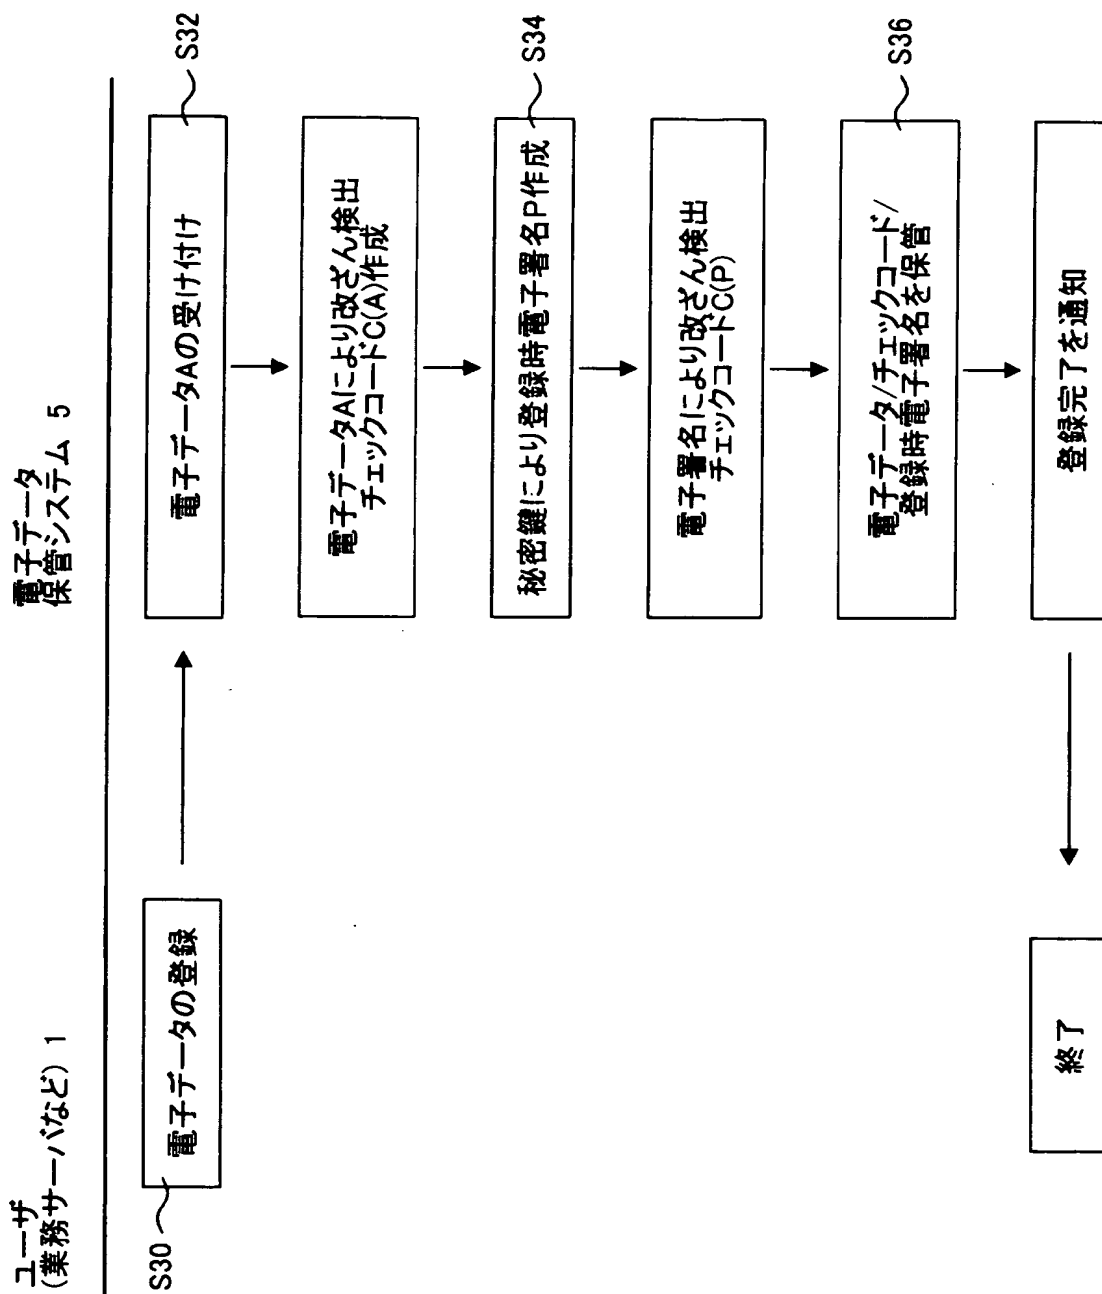 ユーザ
(業務サーバなど) 1
電子データ
保管システム 5
S30
電子データの登録
電子データAの受け付け
S32
電子データAにより改ざん検出
チェックコードC(A)作成
秘密鍵により登録時電子署名P作成
S34
電子署名により改ざん検出
チェックコードC(P)
電子データ/チェックコード/
登録時電子署名を保管
S36
登録完了を通知
終了